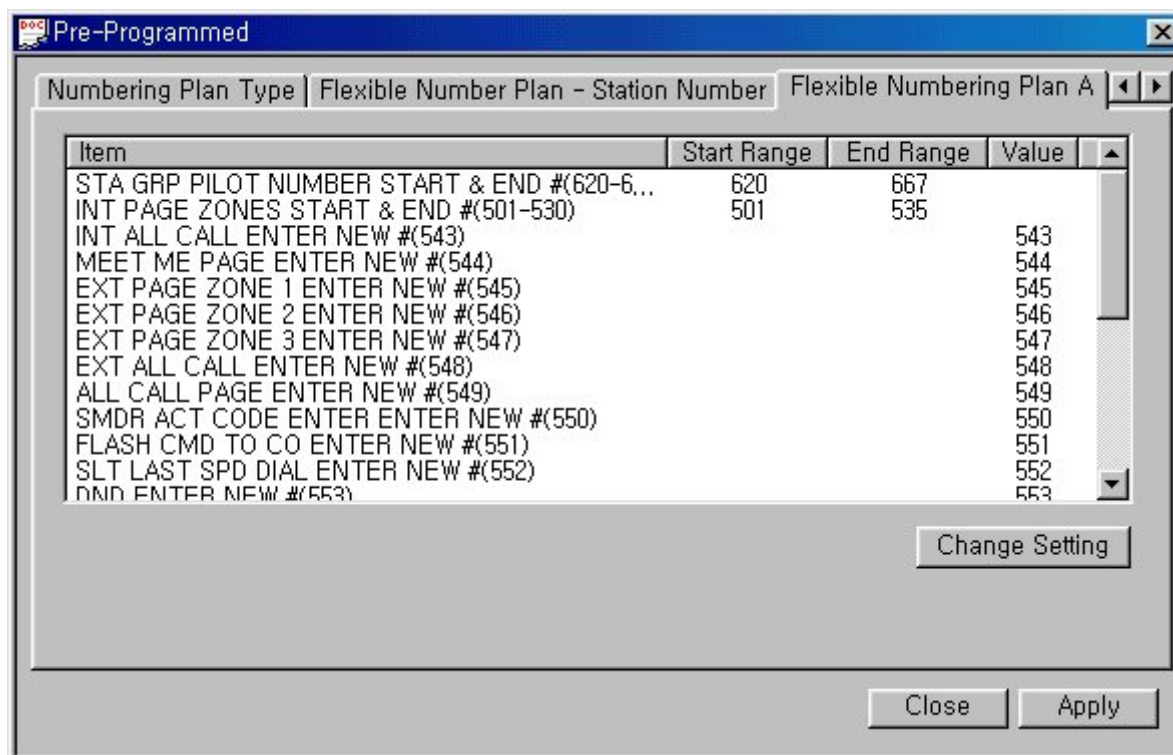 DOC Pre-Programmed
Numbering Plan Type Flexible Number Plan - Station Number Flexible Numbering Plan A
Item Start Range End Range Value
STA GRP PILOT NUMBER START & END #(620-6... 620 667
INT PAGE ZONES START & END #(501-530) 501 535
INT ALL CALL ENTER NEW #(543) 543
MEET ME PAGE ENTER NEW #(544) 544
EXT PAGE ZONE 1 ENTER NEW #(545) 545
EXT PAGE ZONE 2 ENTER NEW #(546) 546
EXT PAGE ZONE 3 ENTER NEW #(547) 547
EXT ALL CALL ENTER NEW #(548) 548
ALL CALL PAGE ENTER NEW #(549) 549
SMDR ACT CODE ENTER ENTER NEW #(550) 550
FLASH CMD TO CO ENTER NEW #(551) 551
SLT LAST SPD DIAL ENTER NEW #(552) 552
DND ENTER NEW #(553) 553
Change Setting
Close Apply